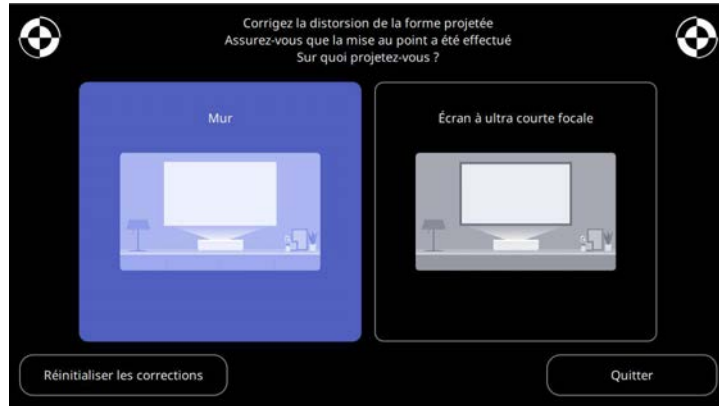 Corrigez la distorsion de la forme projetée
Assurez-vous que la mise au point a été effectué
Sur quoi projetez-vous ?
Mur
Écran à ultra courte focale
Réinitialiser les corrections
Quitter